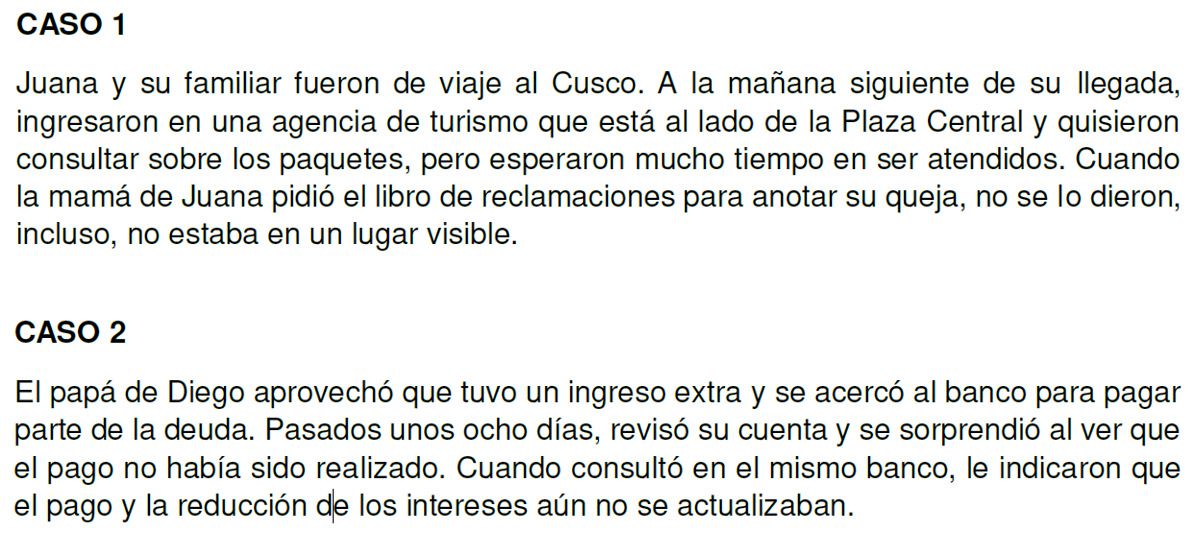 CASO 1
Juana y su familiar fueron de viaje al Cusco. A la mañana siguiente de su llegada,
ingresaron en una agencia de turismo que está al lado de la Plaza Central y quisieron
consultar sobre los paquetes, pero esperaron mucho tiempo en ser atendidos. Cuando
la mamá de Juana pidió el libro de reclamaciones para anotar su queja, no se lo dieron,
incluso, no estaba en un lugar visible.
CASO 2
El papá de Diego aprovechó que tuvo un ingreso extra y se acercó al banco para pagar
parte de la deuda. Pasados unos ocho días, revisó su cuenta y se sorprendió al ver que
el pago no había sido realizado. Cuando consultó en el mismo banco, le indicaron que
el pago y la reducción de los intereses aún no se actualizaban.